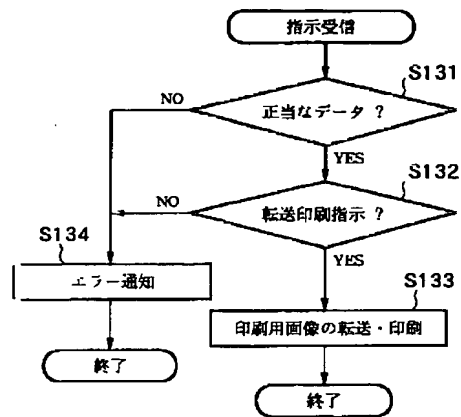 指示受信
S131
正当なデータ ?
NO
YES
S132
転送印刷指示 ?
NO
YES
S134
エラー通知
S133
印刷用画像の転送・印刷
終了
終了